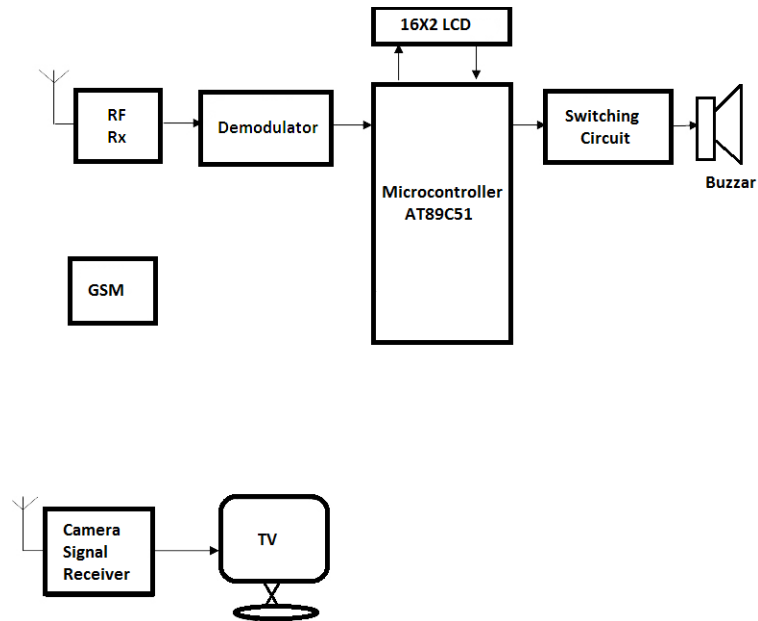 16X2 LCD
RF
Rx
Demodulator
Microcontroller
AT89C51
Switching
Circuit
Buzzar
GSM
Camera
Signal
Receiver
TV